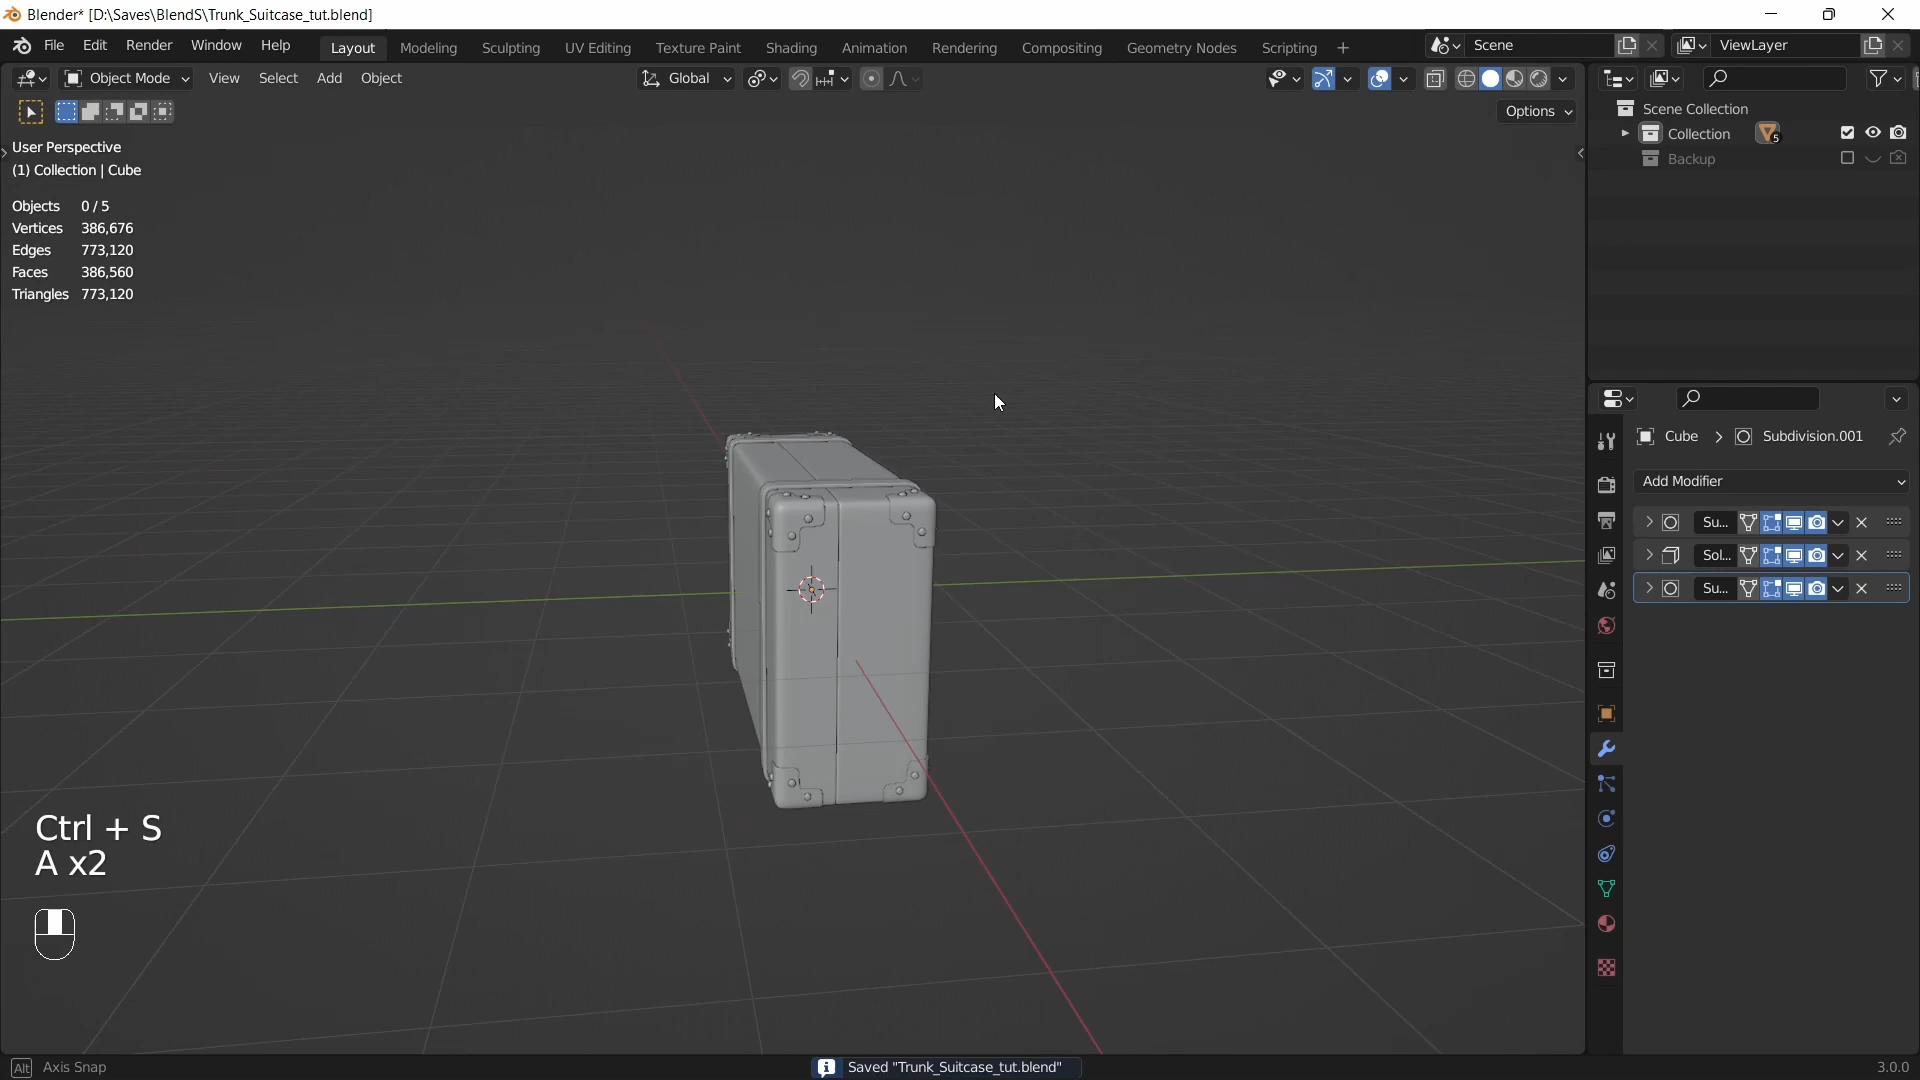 Blender* [D:\Saves\BlendS\Trunk_Suitcase_tut.blend]
File Edit Render Window Help Layout Modeling Sculpting UV Editing Texture Paint Shading Animation Rendering Compositing Geometry Nodes Scripting Scene ViewLayer
Object Mode View Select Add Object Global
Options
User Perspective
(1) Collection | Cube
Objects 0 / 5
Vertices 386,676
Edges 773,120
Faces 386,560
Triangles 773,120
Scene Collection
Collection 5
Backup
Cube > Subdivision.001
Add Modifier
Su...
Sol...
Su...
Ctrl + S
A x2
Alt Axis Snap
Saved "Trunk_Suitcase_tut.blend"
3.0.0